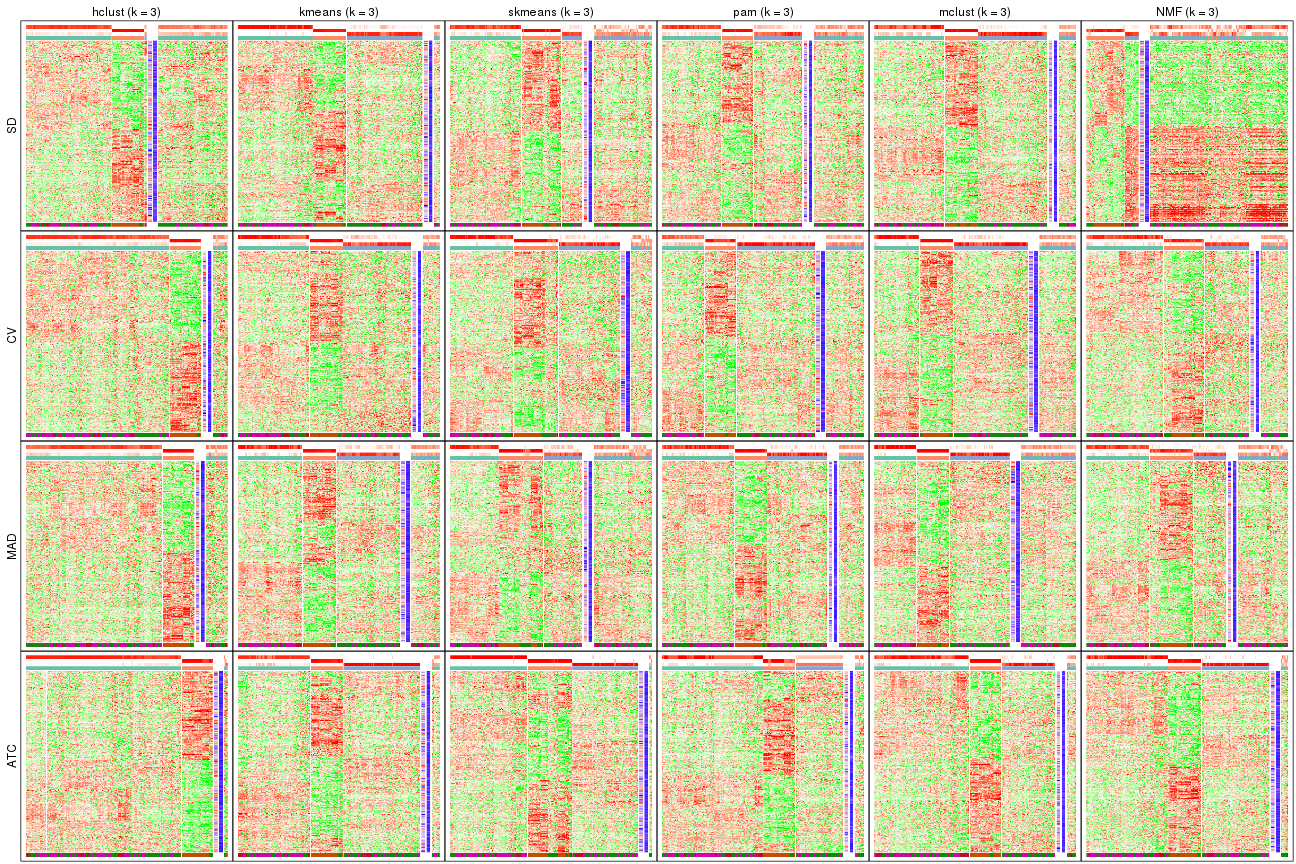 hclust (k = 3) kmeans (k = 3) skmeans (k = 3) pam (k = 3) mclust (k = 3) NMF (k = 3)
SD
CV
MAD
ATC